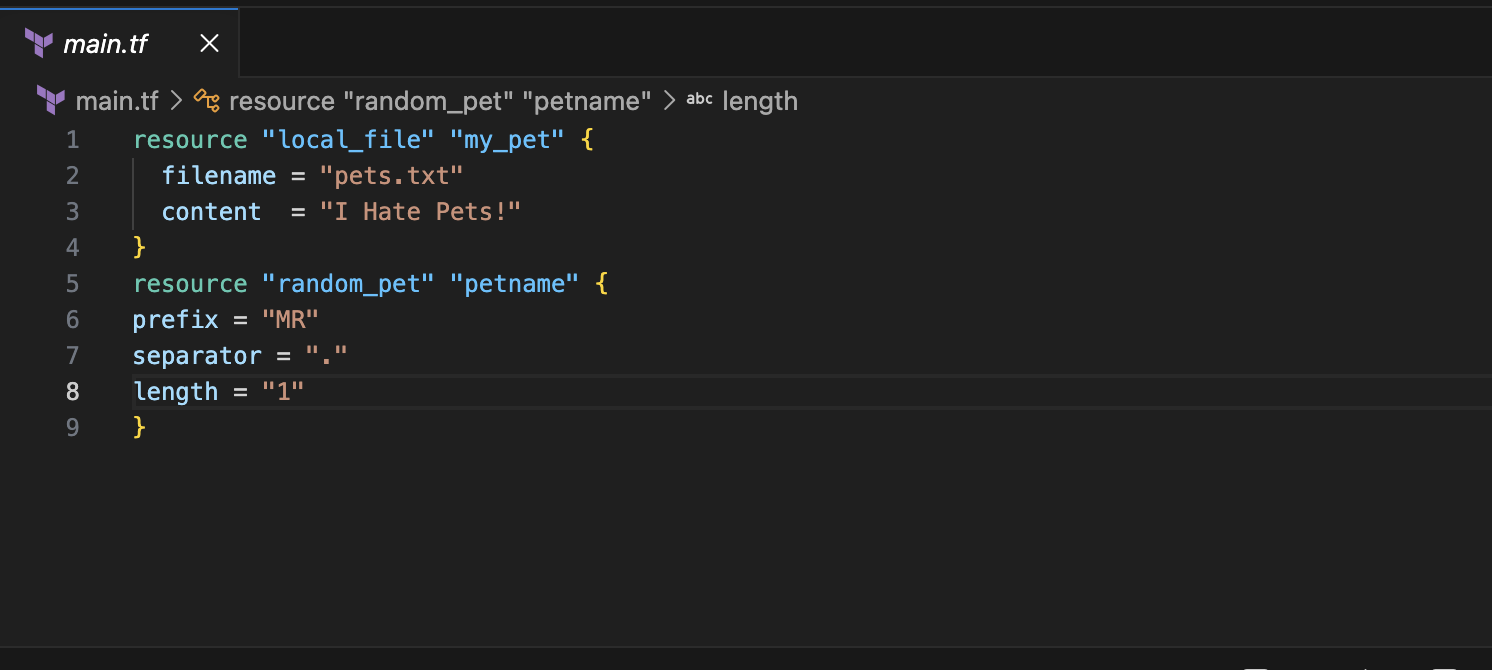 main.tf
main.tf > resource "random_pet" "petname" > abc length
1 resource "local_file" "my_pet" {
2   filename = "pets.txt"
3   content  = "I Hate Pets!"
4 }
5 resource "random_pet" "petname" {
6 prefix = "MR"
7 separator = "."
8 length = "1"
9 }